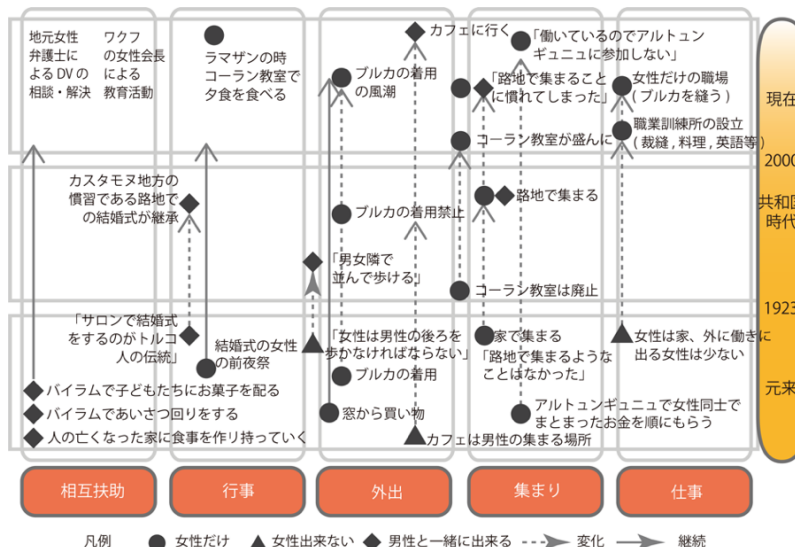 地元女性
弁護士に
よる DV の
相談・解決
ワクフ
の女性会長
による
教育活動
ラマザンの時
コーラン教室で
夕食を食べる
カフェに行く
「働いているのでアルトゥン
ギュニュに参加しない」
ブルカの着用
の風潮
「路地で集まること
に慣れてしまった」
女性だけの職場
( ブルカを縫う )
職業訓練所の設立
( 裁縫 , 料理 , 英語等 )
コーラン教室が盛んに
現在
2000
カスタモヌ地方の
慣習である路地で
の結婚式が継承
ブルカの着用禁止
路地で集まる
共和国
時代
「男女隣で
並んで歩ける」
コーラン教室は廃止
1923
「サロンで結婚式
をするのがトルコ
人の伝統」
結婚式の女性
の前夜祭
「女性は男性の後ろを
歩かなければならない」
ブルカの着用
家で集まる
「路地で集まるような
ことはなかった」
女性は家、外に働きに
出る女性は少ない
元来
バイラムで子どもたちにお菓子を配る
バイラムであいさつ回りをする
人の亡くなった家に食事を作り持っていく
窓から買い物
カフェは男性の集まる場所
アルトゥンギュニュで女性同士で
まとまったお金を順にもらう
相互扶助
行事
外出
集まり
仕事
凡例
女性だけ
女性出来ない
男性と一緒に出来る
変化
継続